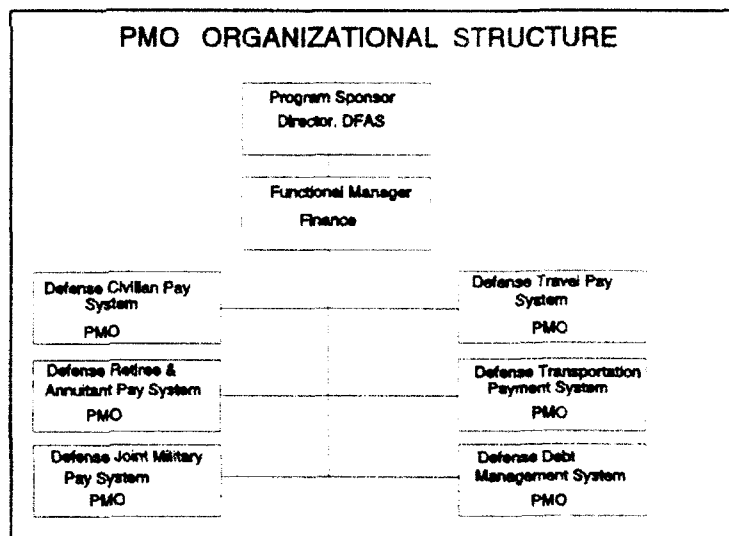 PMO ORGANIZATIONAL STRUCTURE
Program Sponsor
Director, DFAS
Functional Manager
Finance
Defense Civilian Pay
System
PMO
Defense Travel Pay
System
PMO
Defense Retiree &
Annuitant Pay System
PMO
Defense Transportation
Payment System
PMO
Defense Joint Military
Pay System
PMO
Defense Debt
Management System
PMO